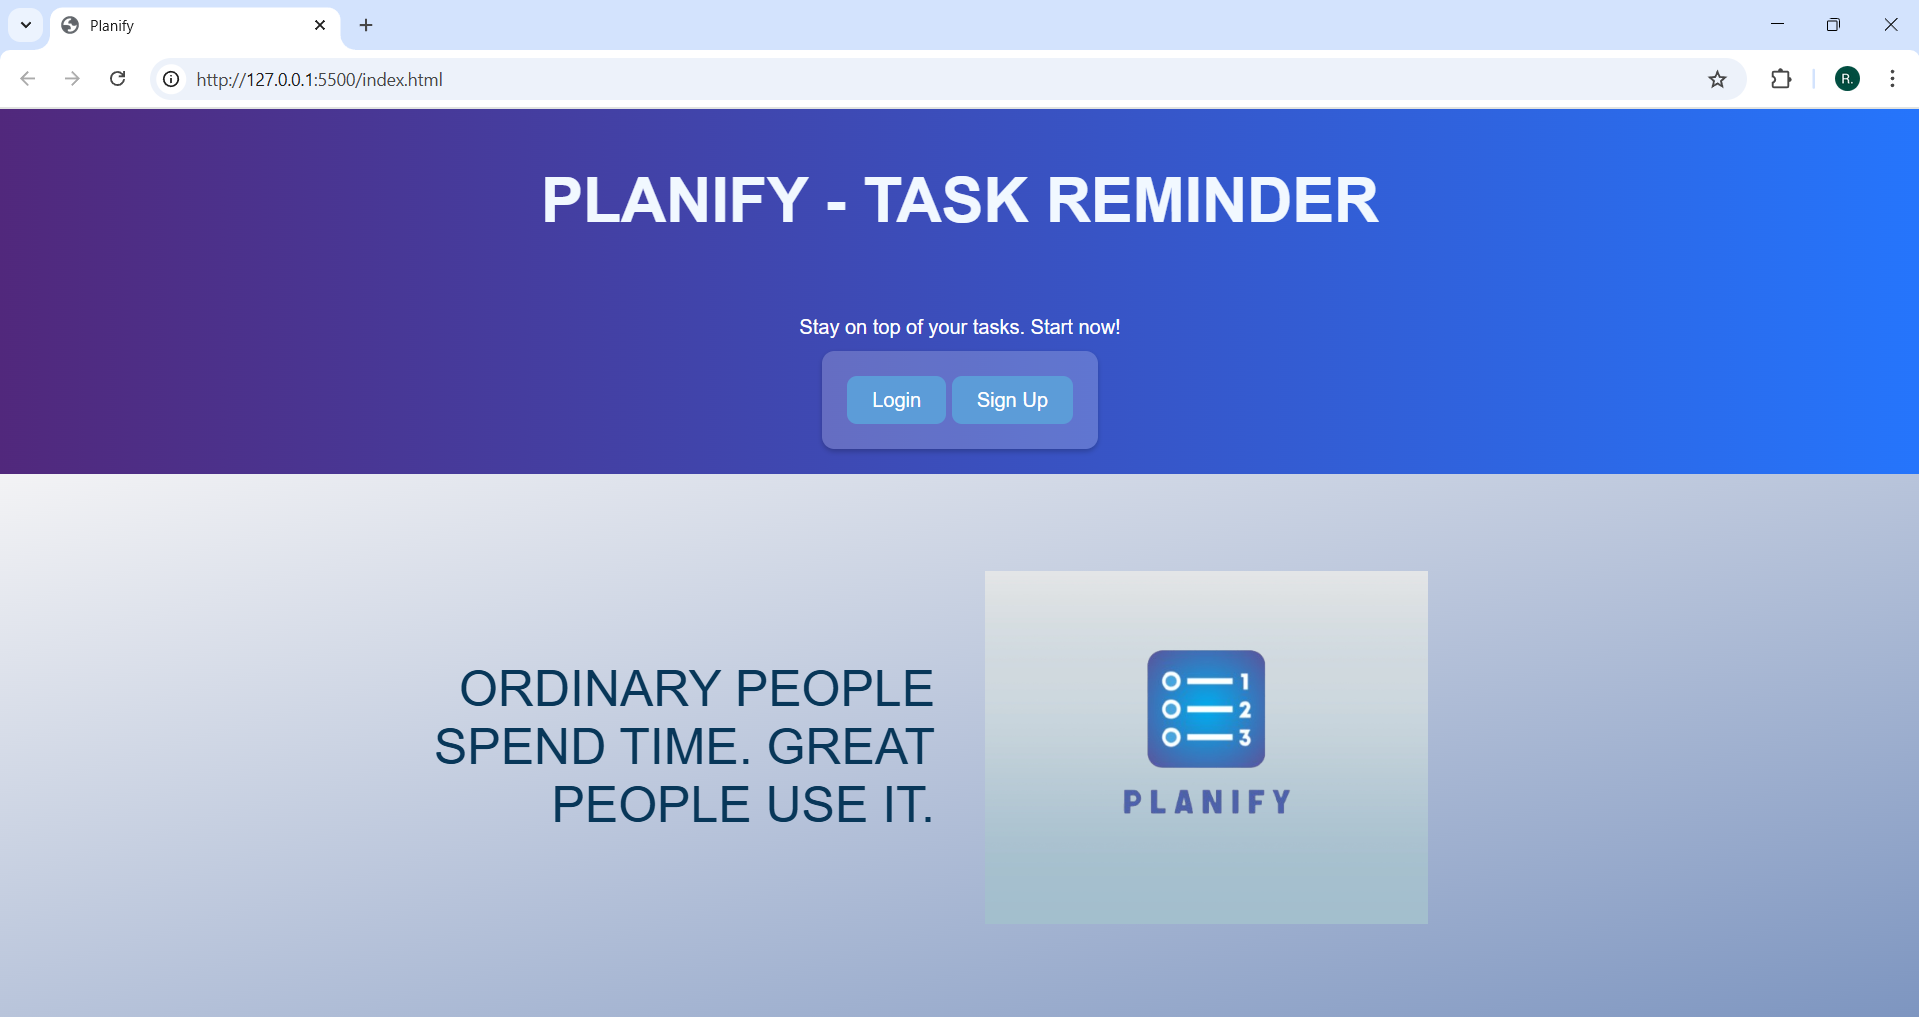 Planify
http://127.0.0.1:5500/index.html
R.
PLANIFY - TASK REMINDER
Stay on top of your tasks. Start now!
Login
Sign Up
ORDINARY PEOPLE
SPEND TIME. GREAT
PEOPLE USE IT.
1
2
3
PLANIFY